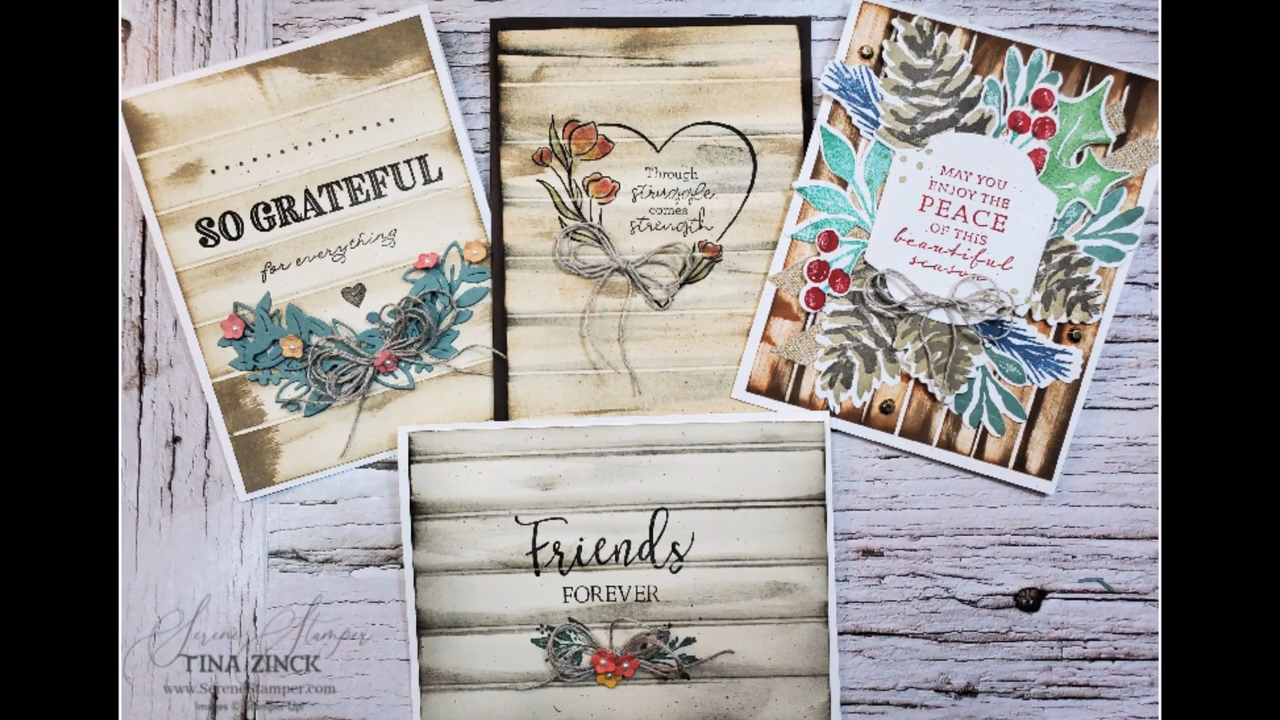 SO GRATEFUL
for everything
Through
struggle
comes
strength
MAY YOU
ENJOY THE
PEACE
OF THIS
beautiful
season
Friends
FOREVER
Serene Stamper
TINA ZINCK
www.SereneStamper.com
Images © Stampin' Up!